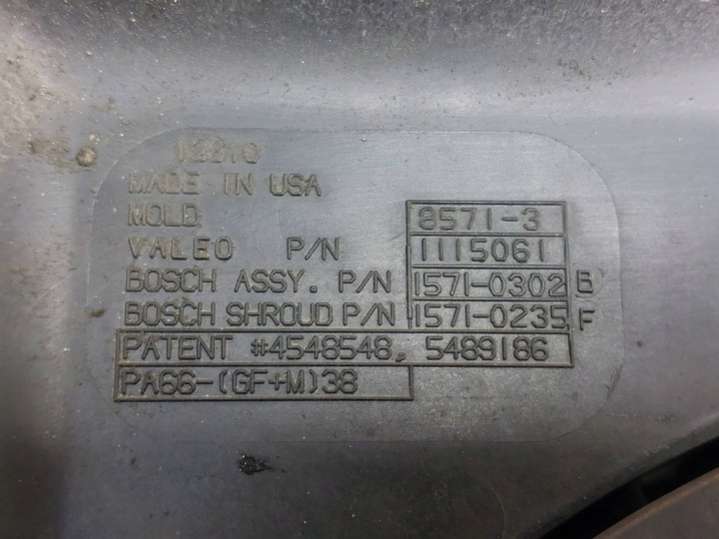 MADE IN USA
MOLD 8571-3
VALEO P/N 1115061
BOSCH ASSY. P/N 1571-0302 B
BOSCH SHROUD P/N 1571-0235 F
PATENT #4548548, 5489186
PA66-(GF+M)38